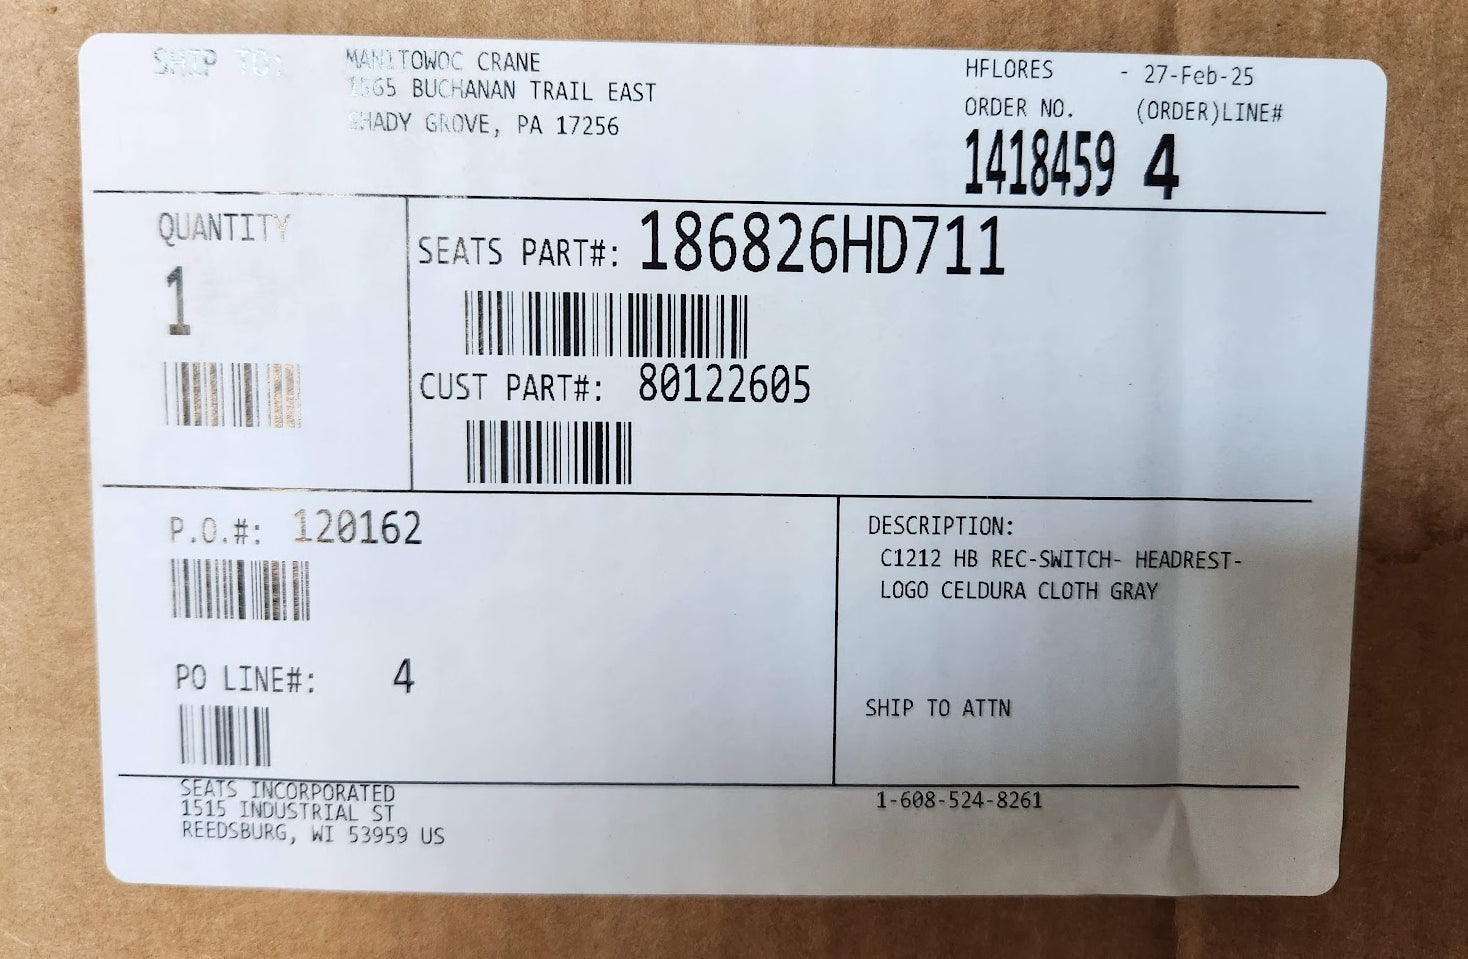 SHIP TO: MANITOWOC CRANE
1565 BUCHANAN TRAIL EAST
SHADY GROVE, PA 17256
HFLORES - 27-Feb-25
ORDER NO. (ORDER)LINE#
1418459 4
QUANTITY
1
SEATS PART#: 186826HD711
CUST PART#: 80122605
P.O.#: 120162
PO LINE#: 4
DESCRIPTION:
C1212 HB REC-SWITCH- HEADREST-
LOGO CELDURA CLOTH GRAY
SHIP TO ATTN
SEATS INCORPORATED
1515 INDUSTRIAL ST
REEDSBURG, WI 53959 US
1-608-524-8261